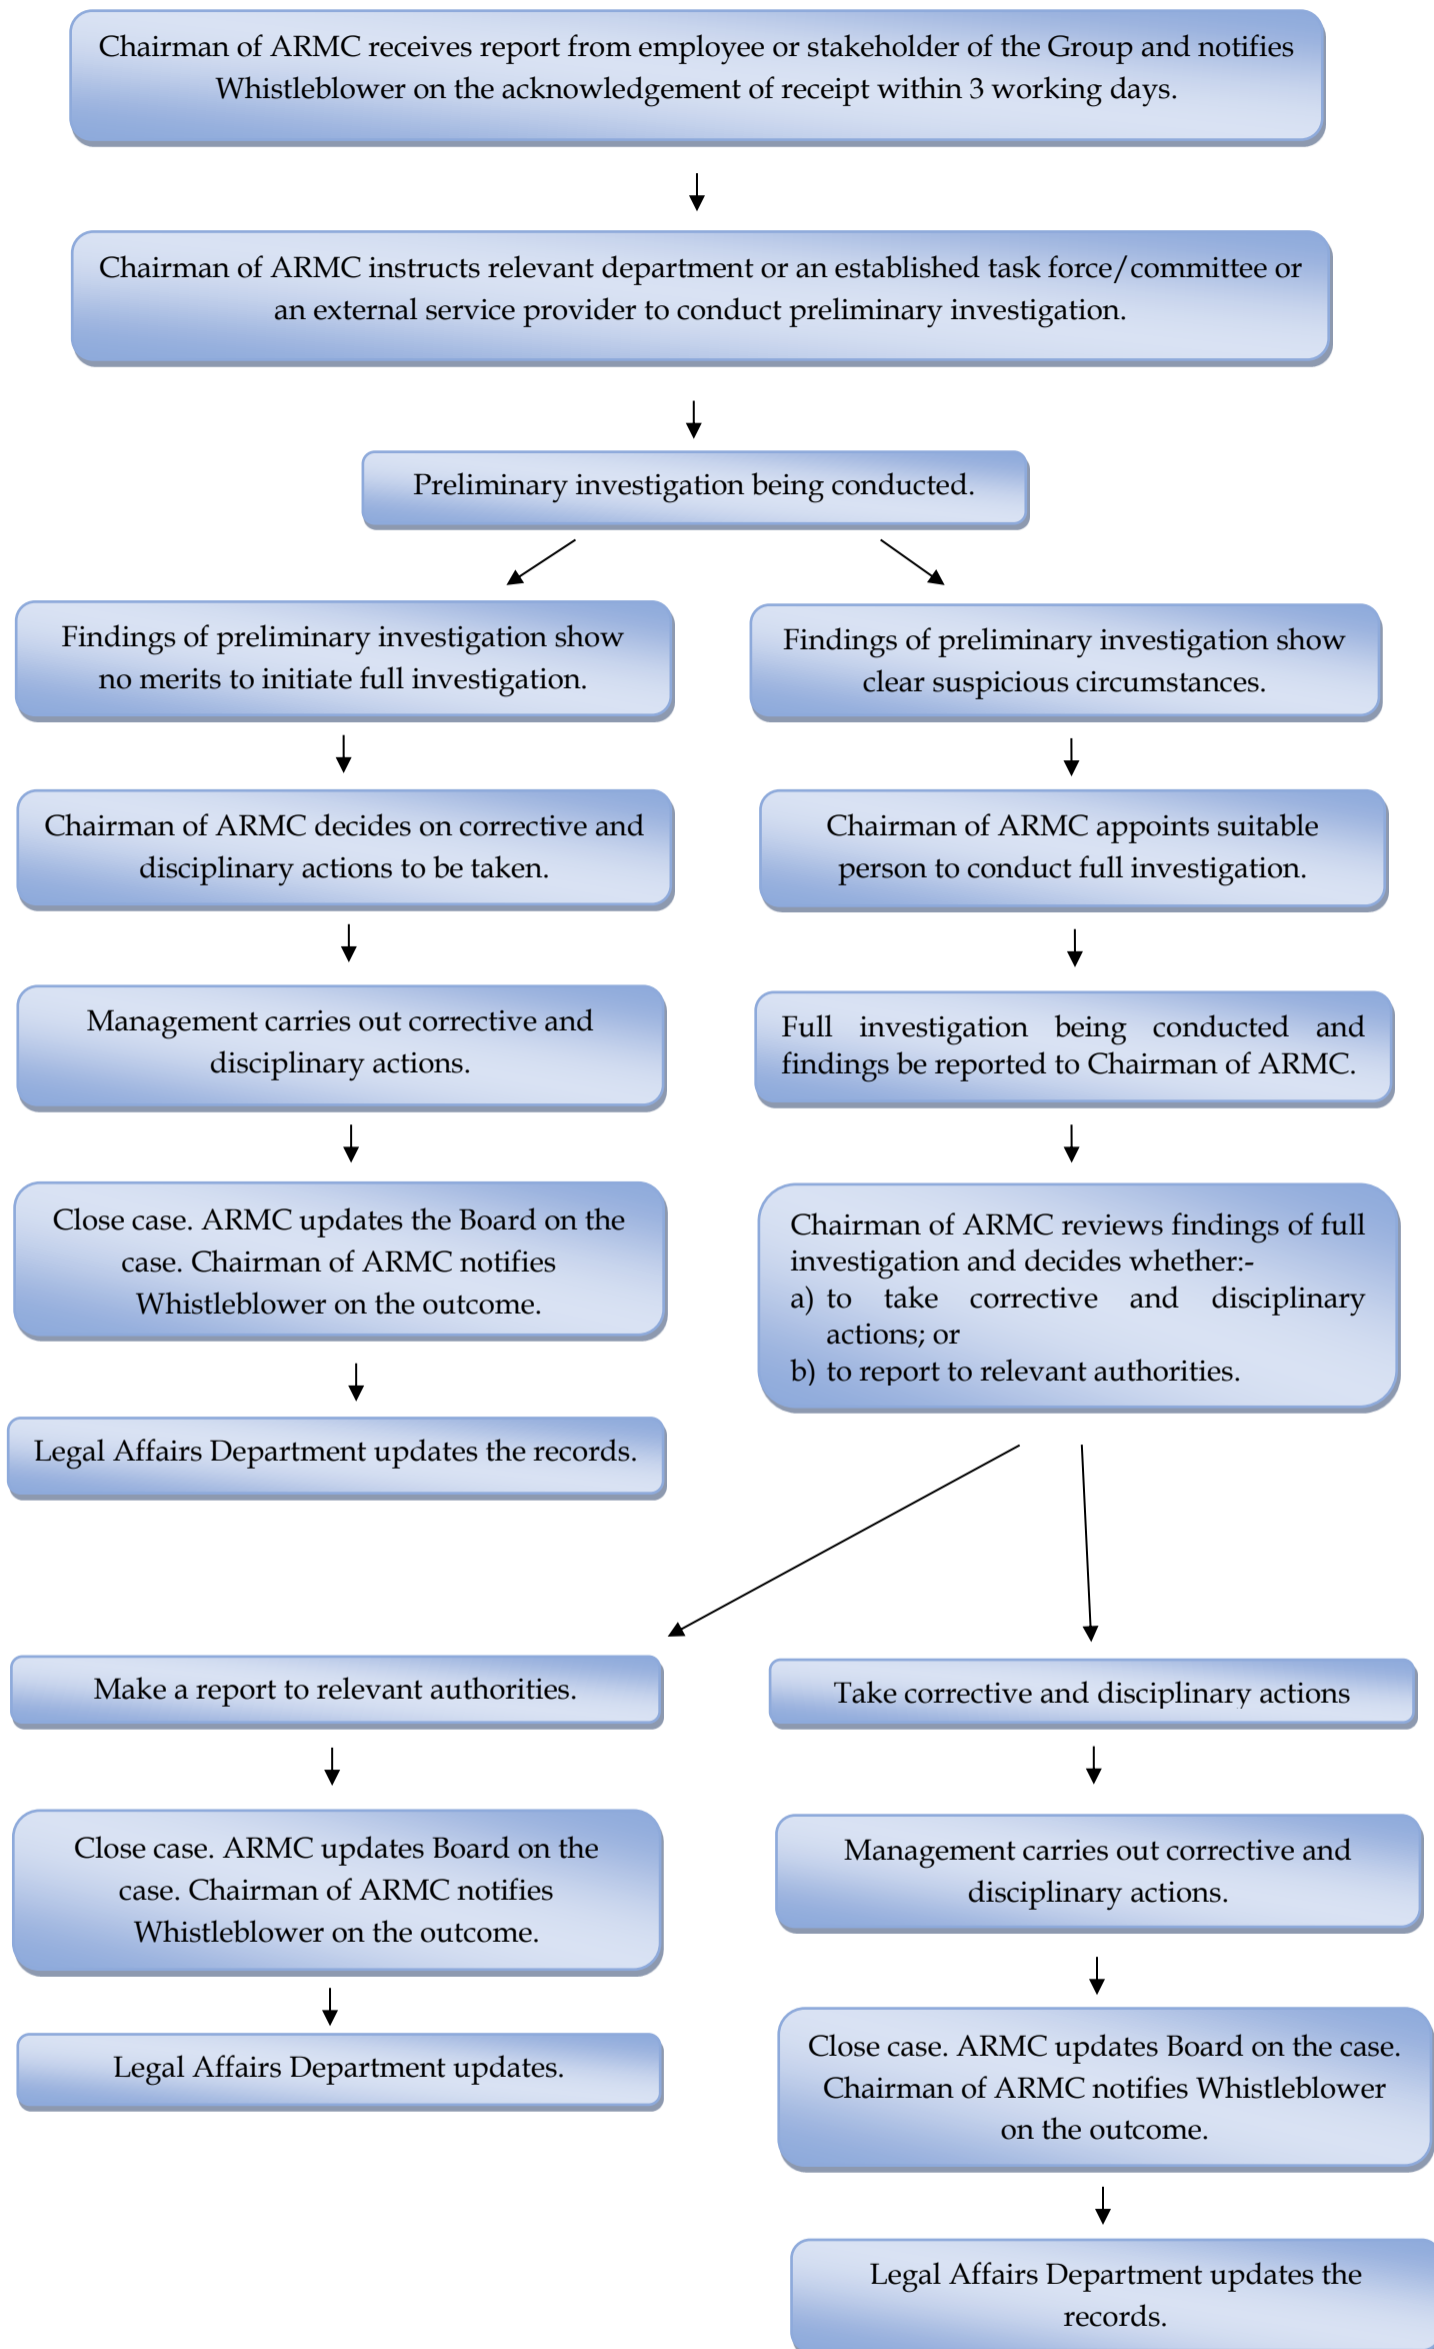 Chairman of ARMC receives report from employee or stakeholder of the Group and notifies
Whistleblower on the acknowledgement of receipt within 3 working days.
Chairman of ARMC instructs relevant department or an established task force/committee or
an external service provider to conduct preliminary investigation.
Preliminary investigation being conducted.
Findings of preliminary investigation show
no merits to initiate full investigation.
Chairman of ARMC decides on corrective and
disciplinary actions to be taken.
Management carries out corrective and
disciplinary actions.
Close case. ARMC updates the Board on the
case. Chairman of ARMC notifies
Whistleblower on the outcome.
Legal Affairs Department updates the records.
Findings of preliminary investigation show
clear suspicious circumstances.
Chairman of ARMC appoints suitable
person to conduct full investigation.
Full investigation being conducted and
findings be reported to Chairman of ARMC.
Chairman of ARMC reviews findings of full
investigation and decides whether:-
a) to take corrective and disciplinary
actions; or
b) to report to relevant authorities.
Make a report to relevant authorities.
Close case. ARMC updates Board on the
case. Chairman of ARMC notifies
Whistleblower on the outcome.
Legal Affairs Department updates.
Take corrective and disciplinary actions
Management carries out corrective and
disciplinary actions.
Close case. ARMC updates Board on the case.
Chairman of ARMC notifies Whistleblower
on the outcome.
Legal Affairs Department updates the
records.